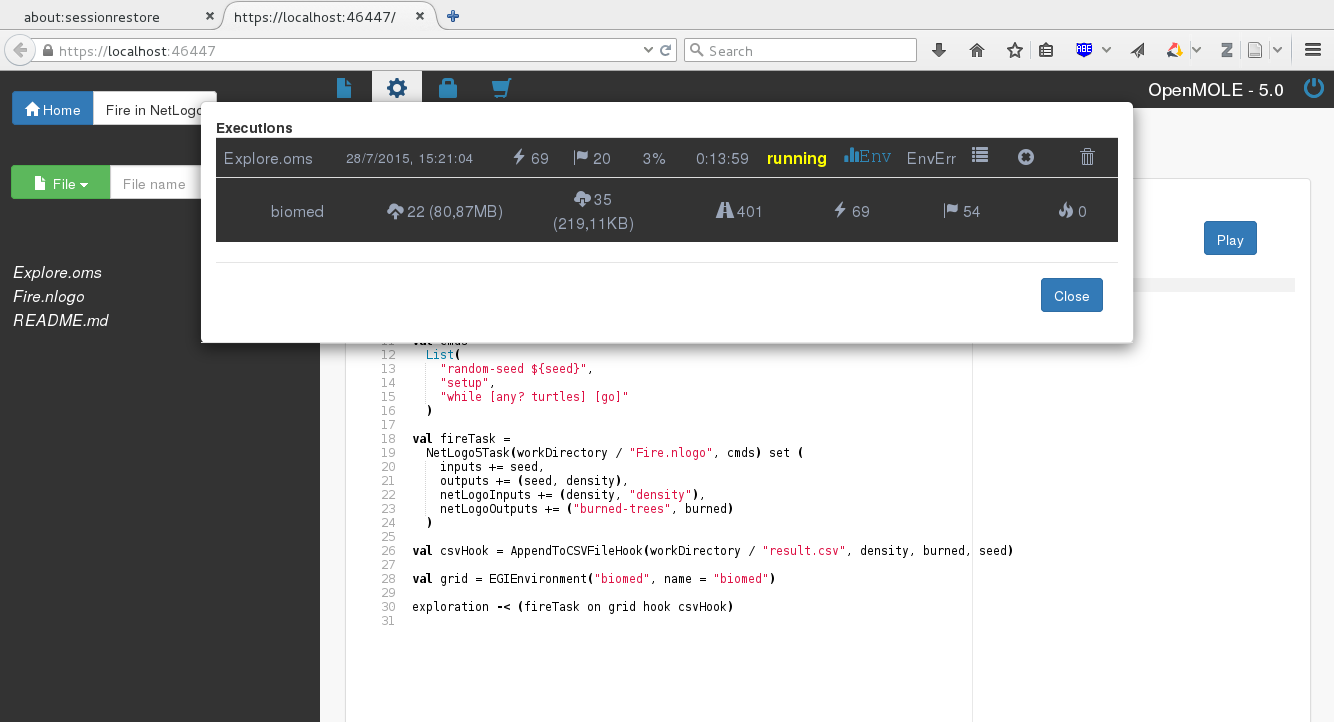 about:sessionrestore
https://localhost:46447/
https://localhost:46447
Search
ABE
Z
OpenMOLE - 5.0
Home
Fire in NetLogo
File
File name
Explore.oms
Fire.nlogo
README.md
Executions
Explore.oms 28/7/2015, 15:21:04 69 20 3% 0:13:59 running Env EnvErr
biomed 22 (80,87MB) 35 (219,11KB) 401 69 54 0
Close
Play
12 List(
13 "random-seed ${seed}",
14 "setup",
15 "while [any? turtles] [go]"
16 )
17
18 val fireTask =
19 NetLogo5Task(workDirectory / "Fire.nlogo", cmds) set (
20 inputs += seed,
21 outputs += (seed, density),
22 netLogoInputs += (density, "density"),
23 netLogoOutputs += ("burned-trees", burned)
24 )
25
26 val csvHook = AppendToCSVFileHook(workDirectory / "result.csv", density, burned, seed)
27
28 val grid = EGIEnvironment("biomed", name = "biomed")
29
30 exploration -< (fireTask on grid hook csvHook)
31